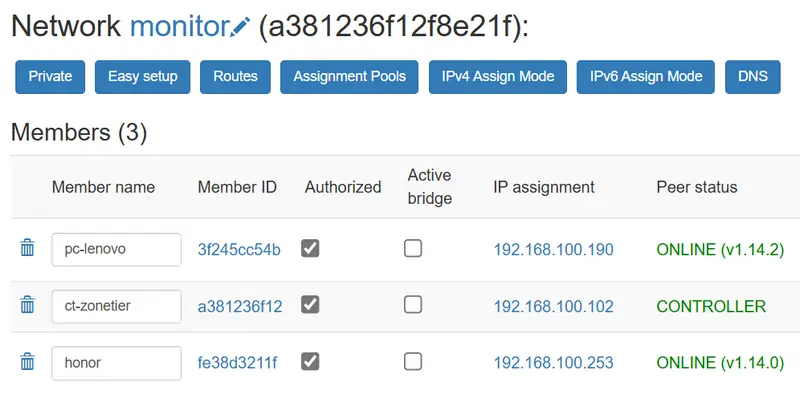 Network monitor (a381236f12f8e21f):
Private Easy setup Routes Assignment Pools IPv4 Assign Mode IPv6 Assign Mode DNS
Members (3)
Member name Member ID Authorized Active bridge IP assignment Peer status
pc-lenovo 3f245cc54b 192.168.100.190 ONLINE (v1.14.2)
ct-zonetier a381236f12 192.168.100.102 CONTROLLER
honor fe38d3211f 192.168.100.253 ONLINE (v1.14.0)